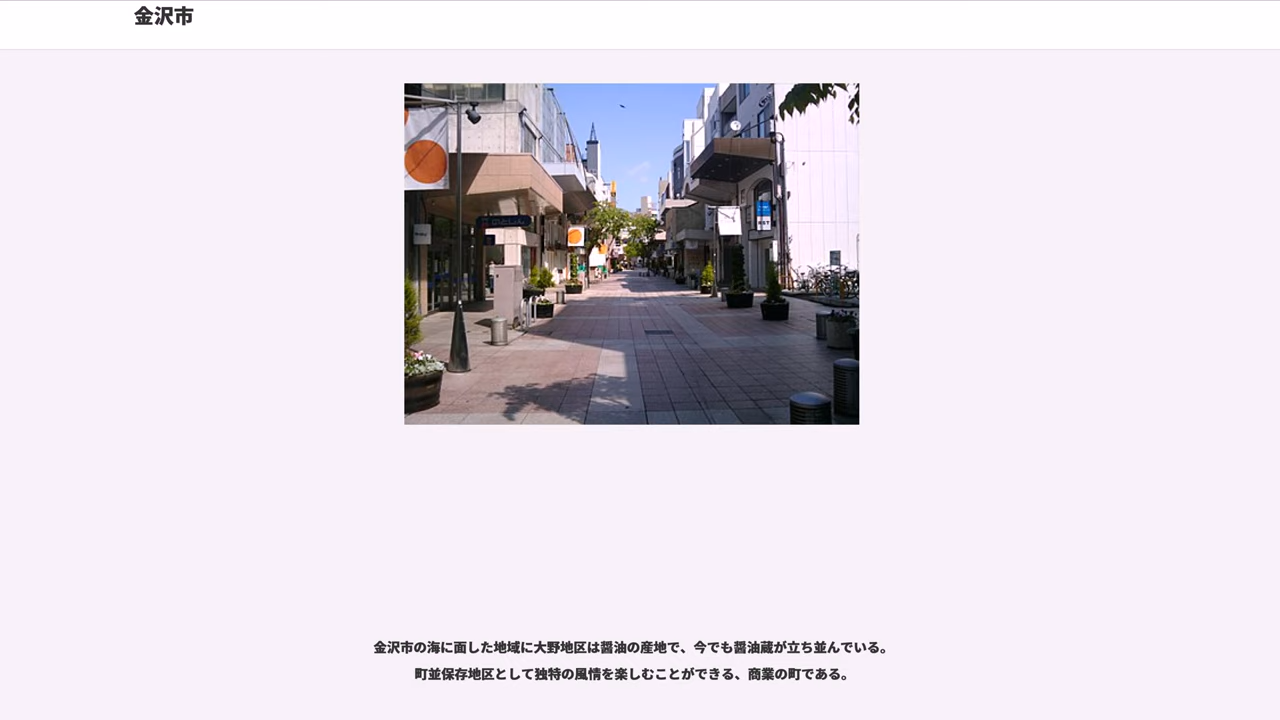 金沢市
金沢市の海に面した地域に大野地区は醤油の産地で、今でも醤油蔵が立ち並んでいる。
町並保存地区として独特の風情を楽しむことができる、商業の町である。